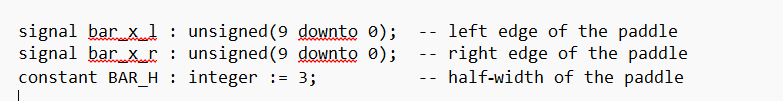 signal bar_x_l : unsigned(9 downto 0);  -- left edge of the paddle
signal bar_x_r : unsigned(9 downto 0);  -- right edge of the paddle
constant BAR_H : integer := 3;          -- half-width of the paddle